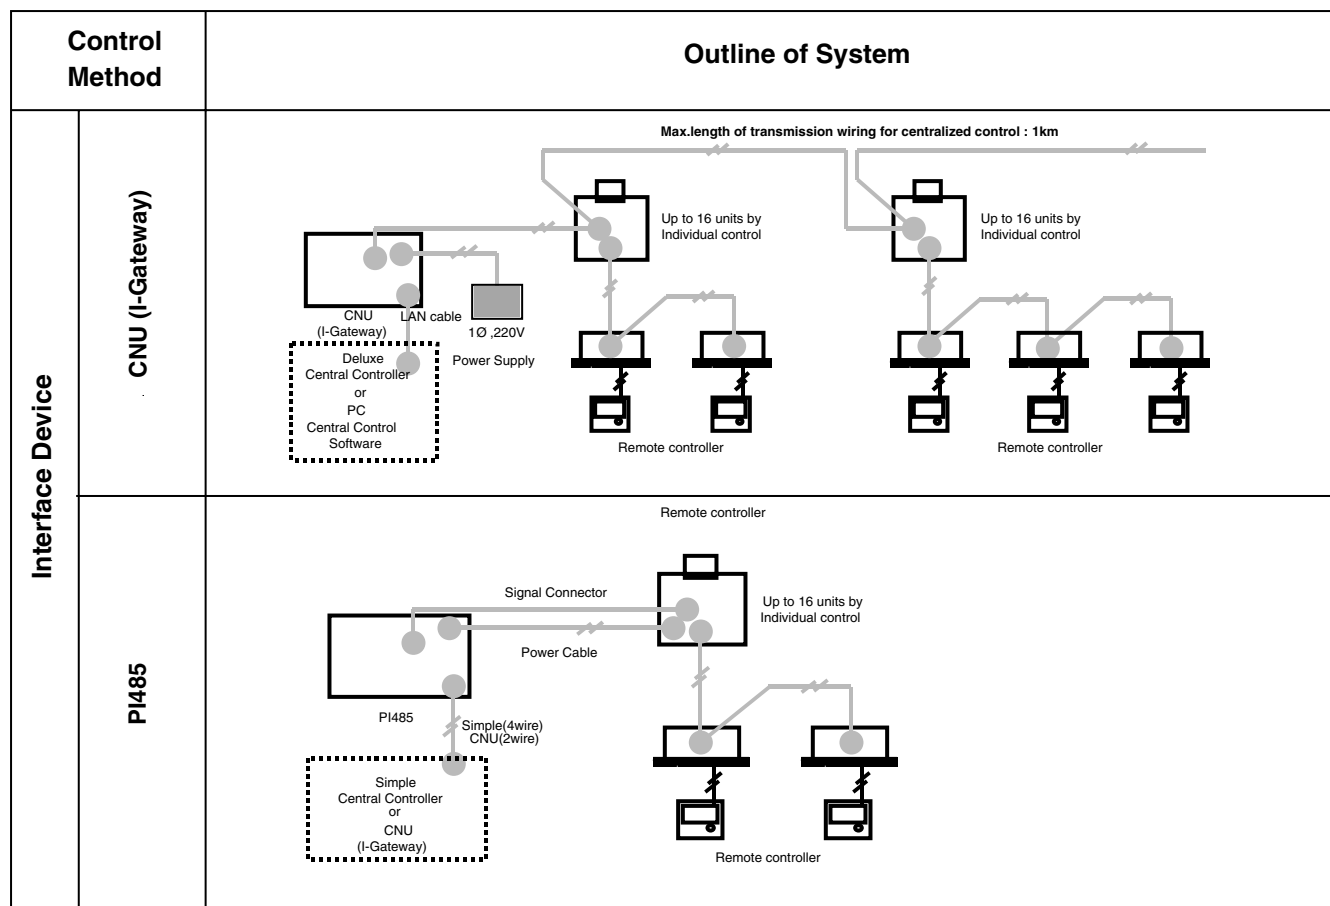 Control
Method
Outline of System
Interface Device
CNU (I-Gateway)
Max.length of transmission wiring for centralized control : 1km
Up to 16 units by
Individual control
Up to 16 units by
Individual control
CNU
(I-Gateway)
LAN cable
1Ø ,220V
Power Supply
Deluxe
Central Controller
or
PC
Central Control
Software
Remote controller
Remote controller
PI485
Remote controller
Signal Connector
Up to 16 units by
Individual control
Power Cable
PI485
Simple(4wire)
CNU(2wire)
Simple
Central Controller
or
CNU
(I-Gateway)
Remote controller